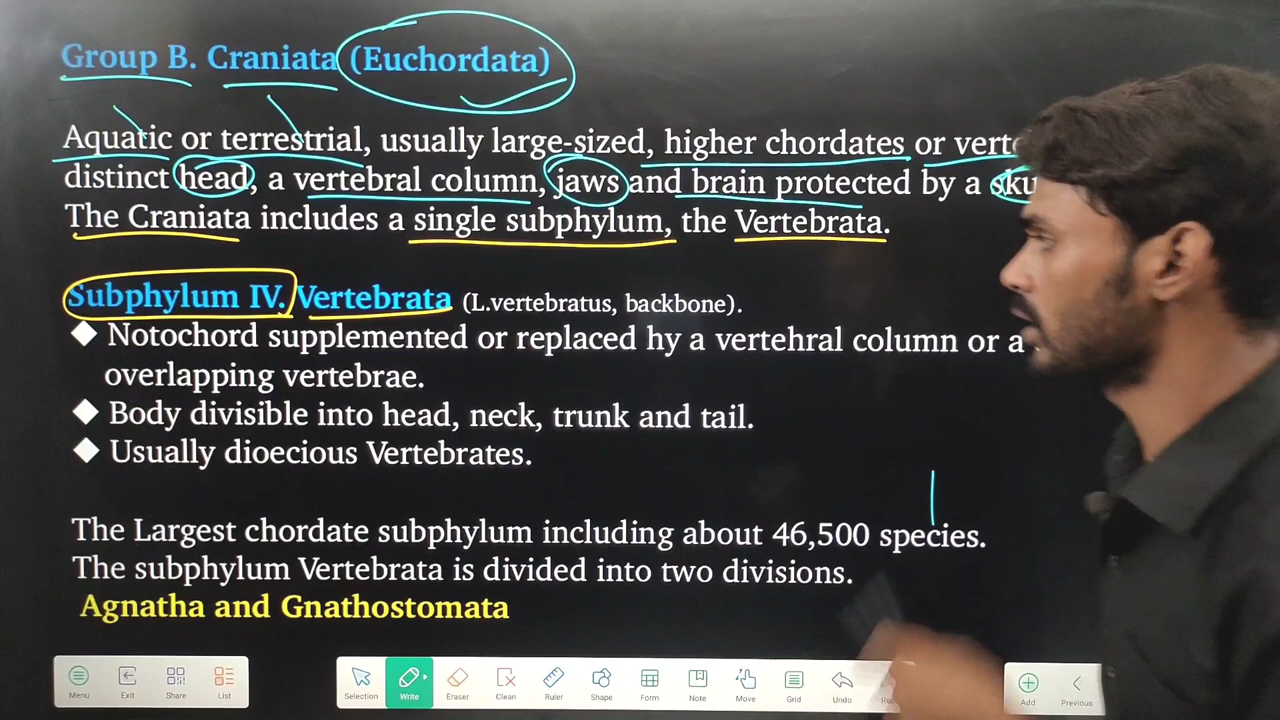 Group B. Craniata (Euchordata)
Aquatic or terrestrial, usually large-sized, higher chordates or
distinct head, a vertebral column, jaws and brain protected by a
The Craniata includes a single subphylum, the Vertebrata.
Subphylum IV. Vertebrata (L.vertebratus, backbone).
◆ Notochord supplemented or replaced hy a vertehral column or a
overlapping vertebrae.
◆ Body divisible into head, neck, trunk and tail.
◆ Usually dioecious Vertebrates.
The Largest chordate subphylum including about 46,500 species.
The subphylum Vertebrata is divided into two divisions.
Agnatha and Gnathostomata
Menu Exit Share List Selection Write Eraser Clean Ruler Shape Form Note Move Grid Undo Add Previous